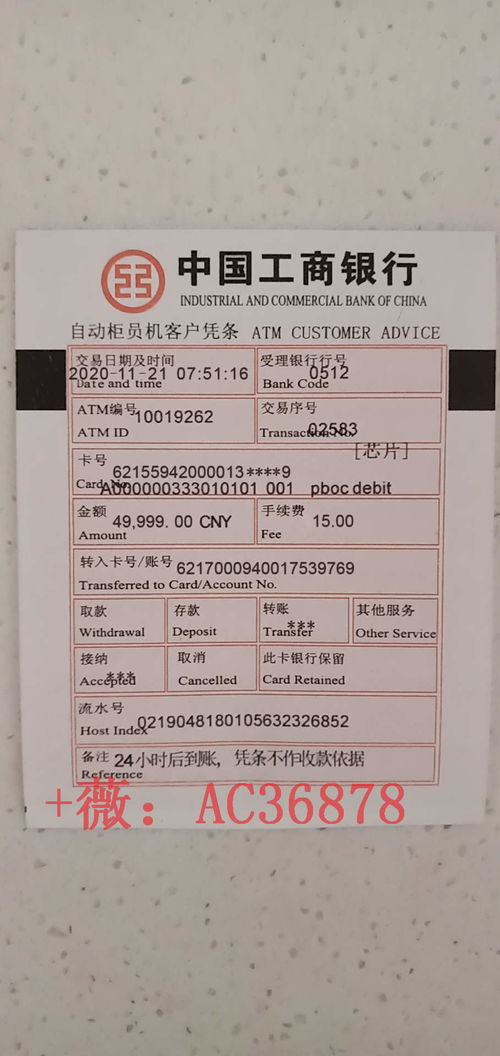 中国工商银行
INDUSTRIAL AND COMMERCIAL BANK OF CHINA
自动柜员机客户凭条 ATM CUSTOMER ADVICE
交易日期及时间 受理银行行号
2020-11-21 07:51:16 0512
Date and time Bank Code
ATM编号 10019262 交易序号
ATM ID Transaction No. 02583
[芯片]
卡号 62155942000013****9
Card No. A000000333010101 001 pboc debit
金额 49,999.00 CNY 手续费 15.00
Amount Fee
转入卡号/账号 6217000940017539769
Transferred to Card/Account No.
取款 存款 转账 其他服务
Withdrawal Deposit Transfer *** Other Service
接纳 取消 此卡银行保留
Accepted *** Cancelled Card Retained
流水号
Host Index 0219048180105632326852
备注 24小时后到账，凭条不作收款依据
Reference
+薇：AC36878